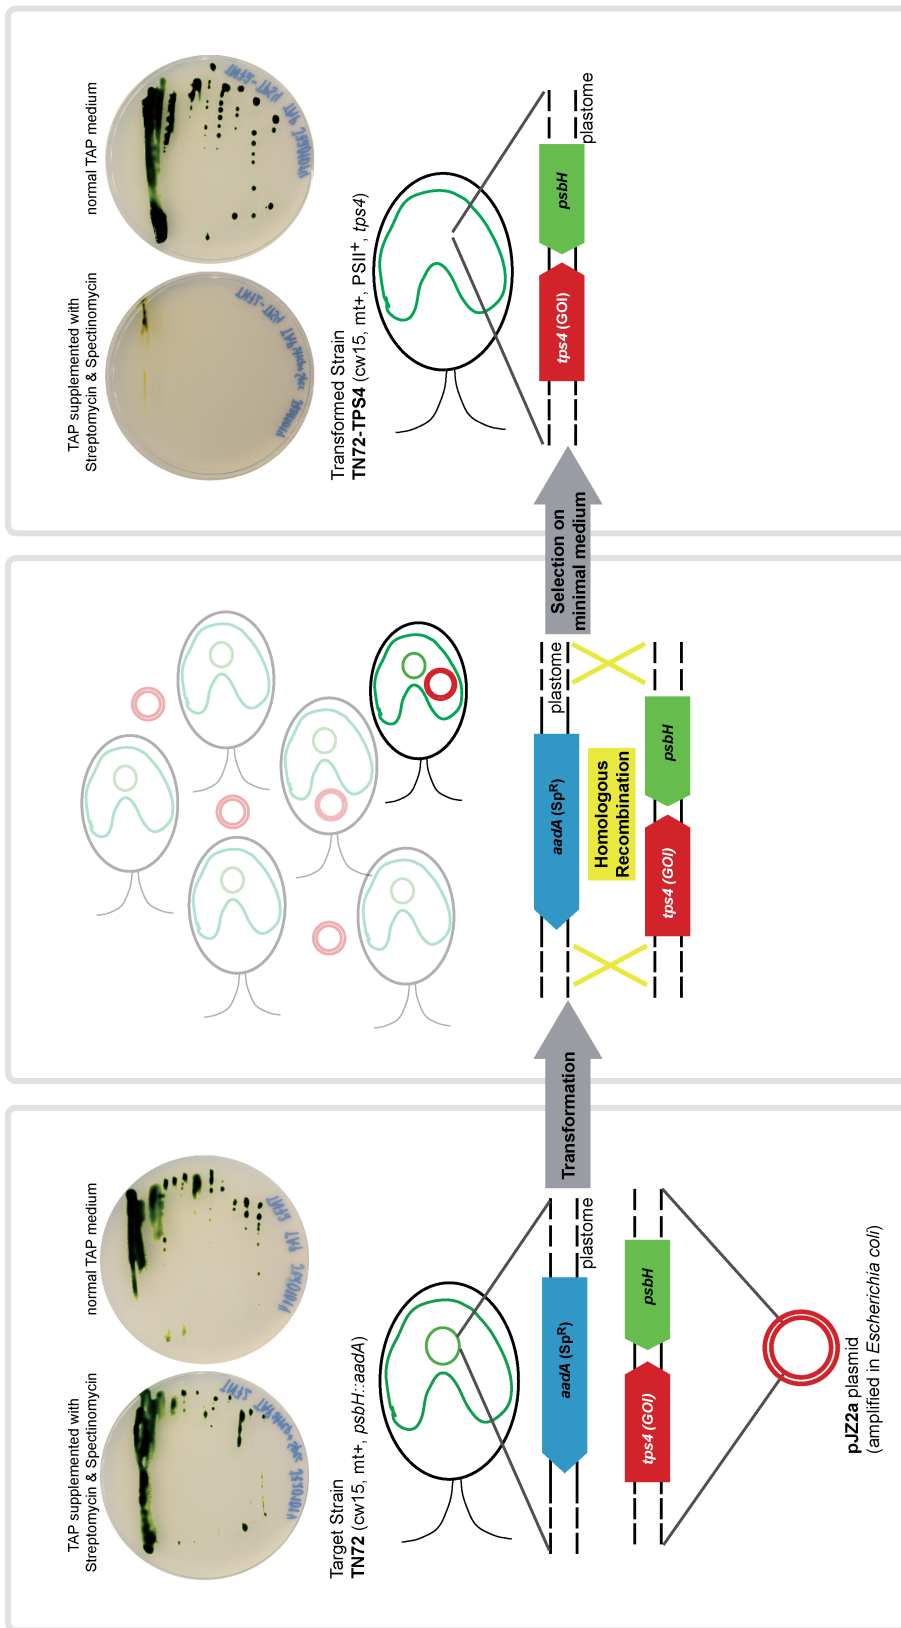 TAP supplemented with
Streptomycin & Spectinomycin
normal TAP medium
Target Strain
TN72 (cw15, mt+, psbH::aadA)
aadA (Spᴿ)
plastome
tps4 (GOI)
psbH
pJZ2a plasmid
(amplified in Escherichia coli)
Transformation
aadA (Spᴿ)
plastome
Homologous
Recombination
tps4 (GOI)
psbH
Selection on
minimal medium
TAP supplemented with
Streptomycin & Spectinomycin
normal TAP medium
Transformed Strain
TN72-TPS4 (cw15, mt+, PSII⁺, tps4)
tps4 (GOI)
psbH
plastome